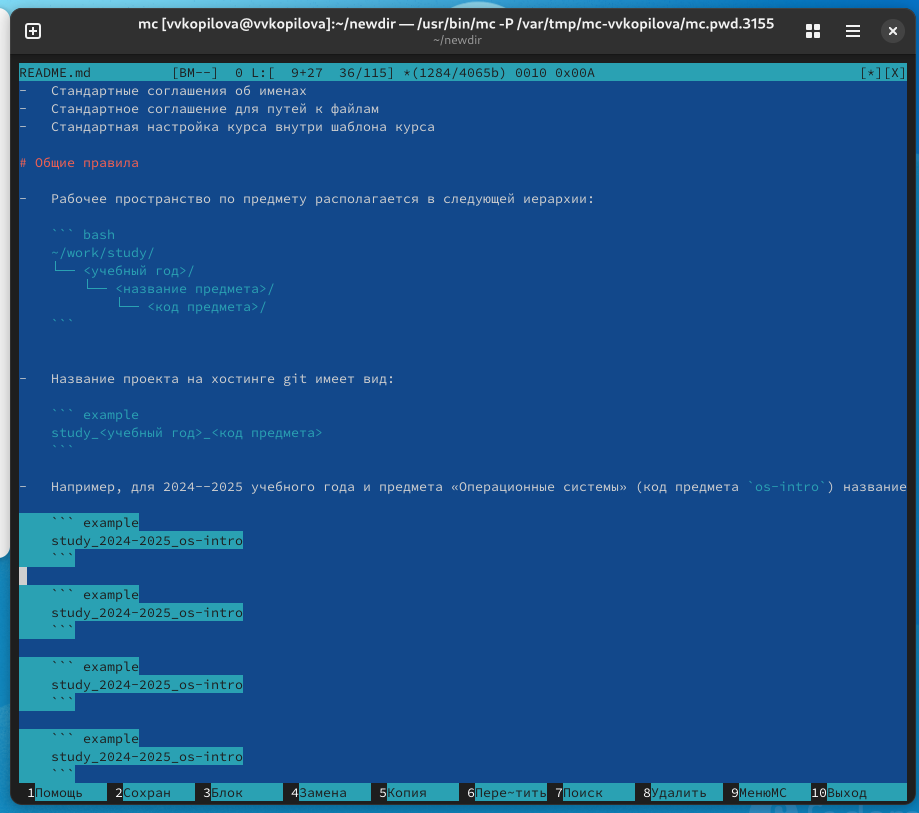 mc [vvkopilova@vvkopilova]:~/newdir — /usr/bin/mc -P /var/tmp/mc-vvkopilova/mc.pwd.3155
~/newdir
README.md          [BM--]  0 L:[  9+27  36/115] *(1284/4065b) 0010 0x00A                                 [*][X]
-   Стандартные соглашения об именах
-   Стандартное соглашение для путей к файлам
-   Стандартная настройка курса внутри шаблона курса
# Общие правила
-   Рабочее пространство по предмету располагается в следующей иерархии:
    ``` bash
    ~/work/study/
    └── <учебный год>/
        └── <название предмета>/
            └── <код предмета>/
    ```
-   Название проекта на хостинге git имеет вид:
    ``` example
    study_<учебный год>_<код предмета>
    ```
-   Например, для 2024--2025 учебного года и предмета «Операционные системы» (код предмета `os-intro`) название
    ``` example
    study_2024-2025_os-intro
    ```
    ``` example
    study_2024-2025_os-intro
    ```
    ``` example
    study_2024-2025_os-intro
    ```
    ``` example
    study_2024-2025_os-intro
    ```
1Помощь 2Сохран 3Блок 4Замена 5Копия 6Пере~тить 7Поиск 8Удалить 9МенюМС 10Выход